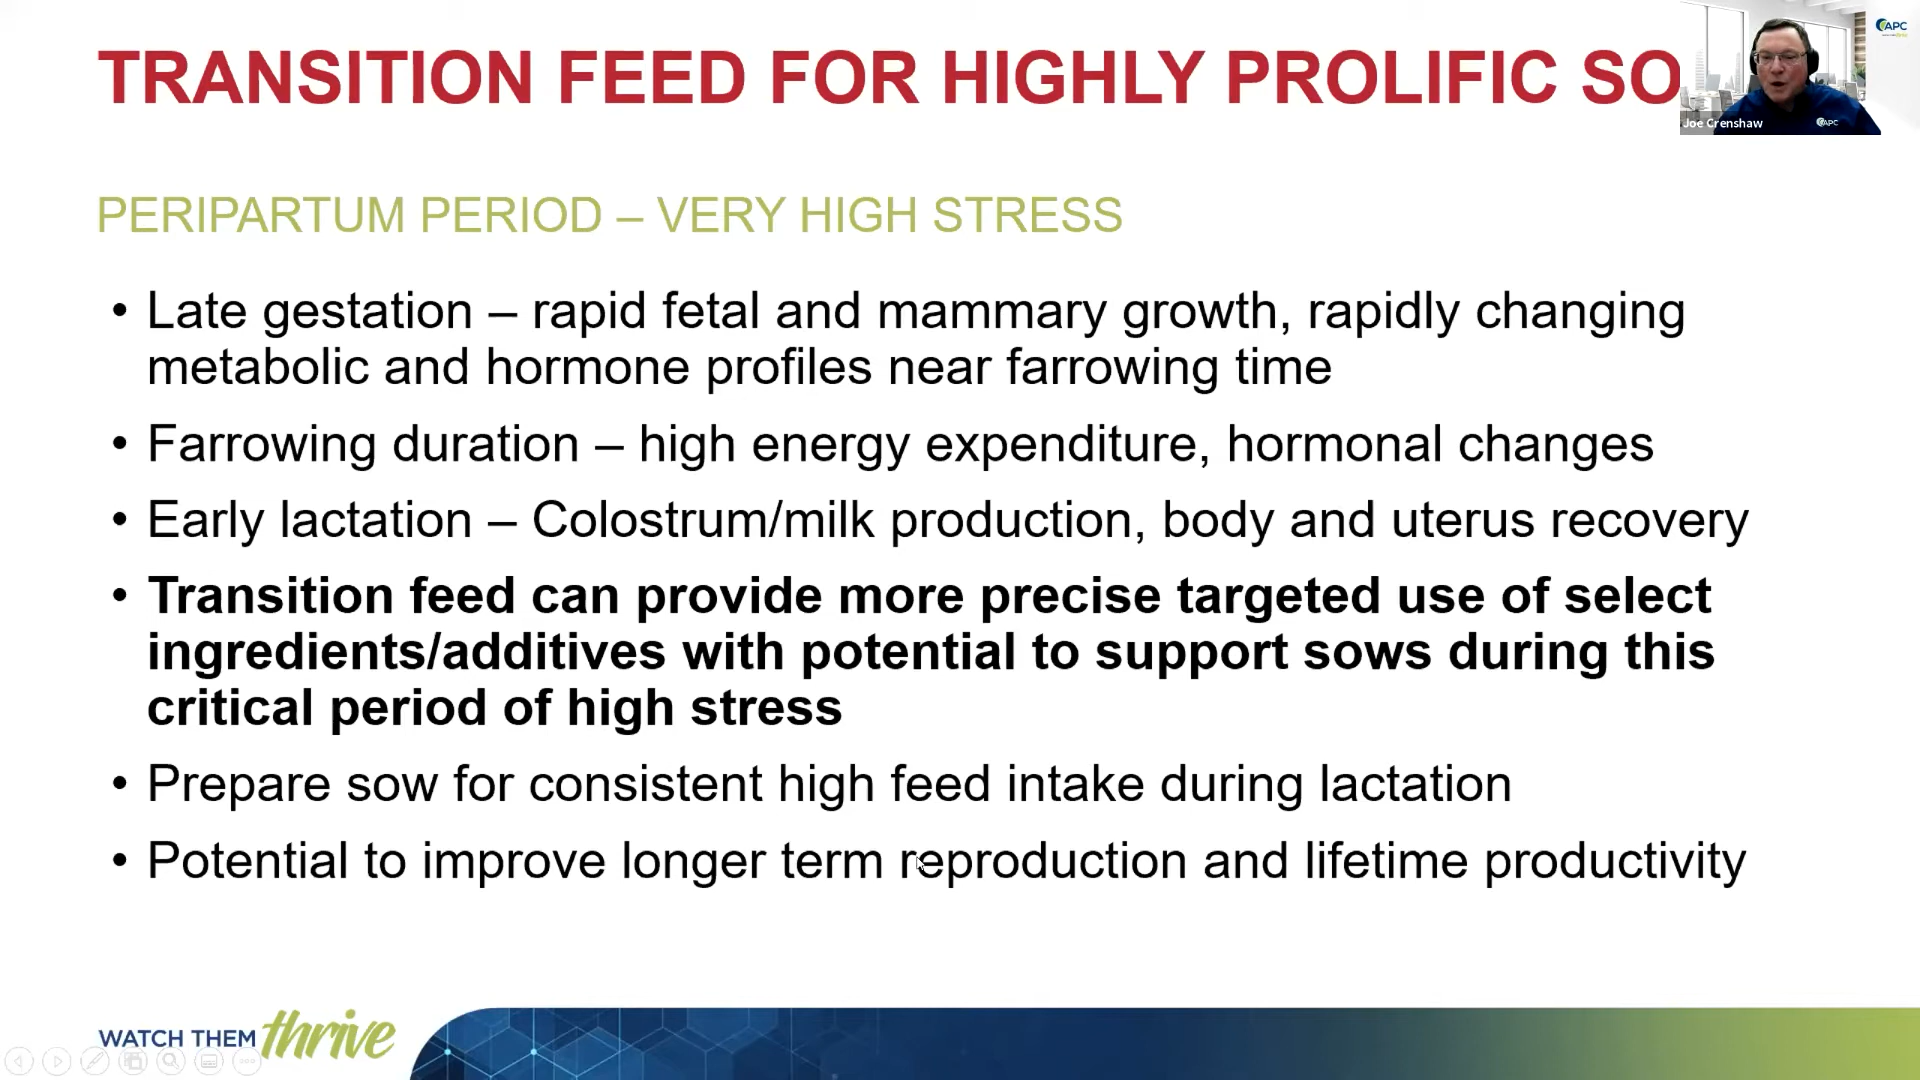 TRANSITION FEED FOR HIGHLY PROLIFIC SO
APC
Joe Crenshaw
APC
PERIPARTUM PERIOD – VERY HIGH STRESS
• Late gestation – rapid fetal and mammary growth, rapidly changing
metabolic and hormone profiles near farrowing time
• Farrowing duration – high energy expenditure, hormonal changes
• Early lactation – Colostrum/milk production, body and uterus recovery
• Transition feed can provide more precise targeted use of select
ingredients/additives with potential to support sows during this
critical period of high stress
• Prepare sow for consistent high feed intake during lactation
• Potential to improve longer term reproduction and lifetime productivity
WATCH THEM thrive